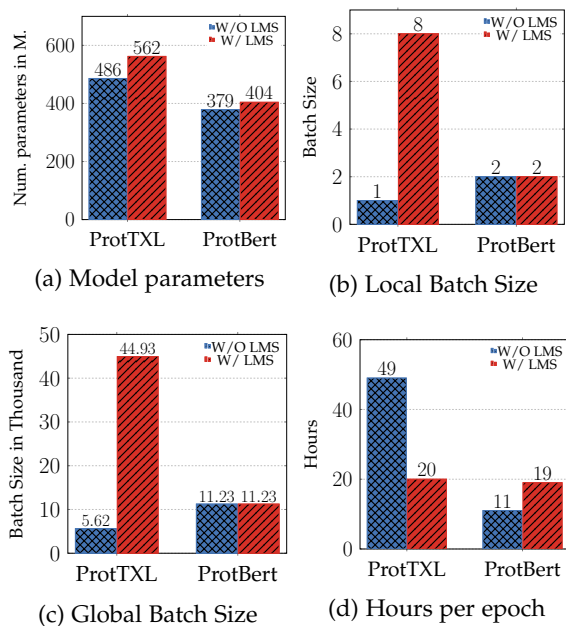 Num. parameters in M.
600
400
200
0
W/O LMS
W/ LMS
486
562
379
404
ProtTXL
ProtBert
(a) Model parameters
Batch Size
8
6
4
2
0
W/O LMS
W/ LMS
1
8
2
2
ProtTXL
ProtBert
(b) Local Batch Size
Batch Size in Thousand
50
40
30
20
10
0
W/O LMS
W/ LMS
5.62
44.93
11.23
11.23
ProtTXL
ProtBert
(c) Global Batch Size
Hours
60
40
20
0
W/O LMS
W/ LMS
49
20
11
19
ProtTXL
ProtBert
(d) Hours per epoch